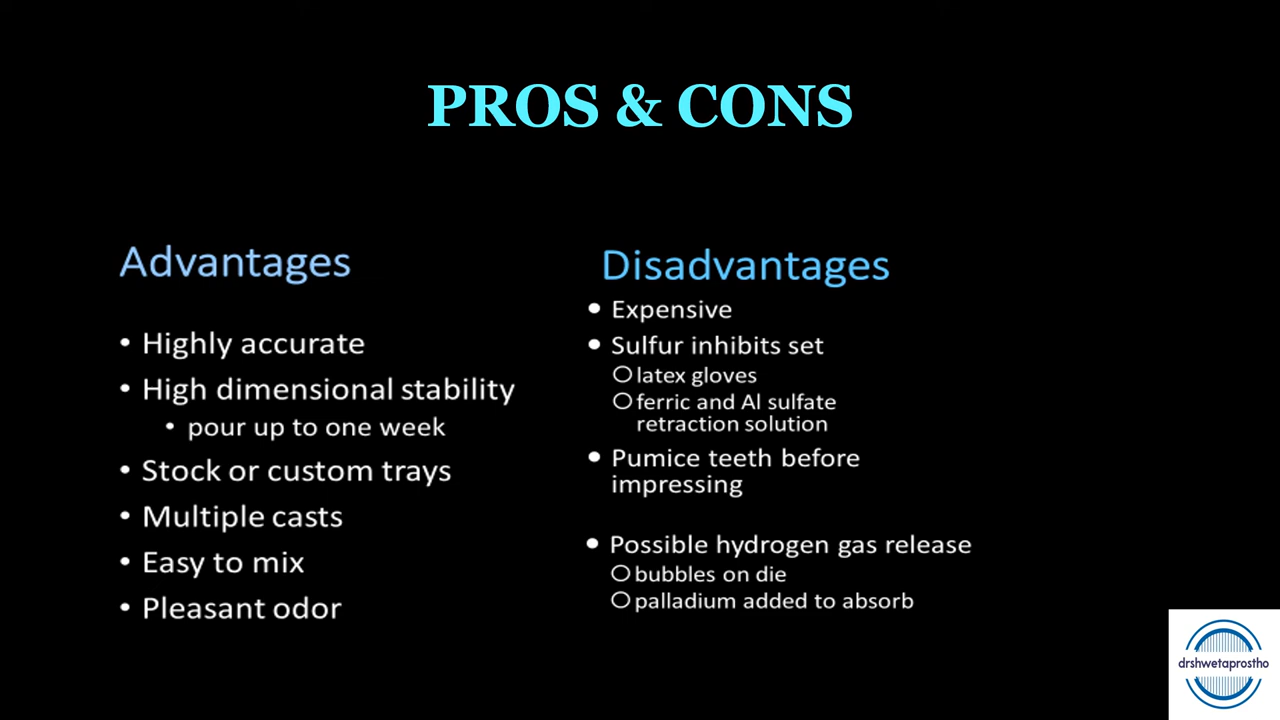 PROS & CONS
Advantages
• Highly accurate
• High dimensional stability
• pour up to one week
• Stock or custom trays
• Multiple casts
• Easy to mix
• Pleasant odor
Disadvantages
• Expensive
• Sulfur inhibits set
○ latex gloves
○ ferric and Al sulfate
retraction solution
• Pumice teeth before
impressing
• Possible hydrogen gas release
○ bubbles on die
○ palladium added to absorb
drshwetaprostho